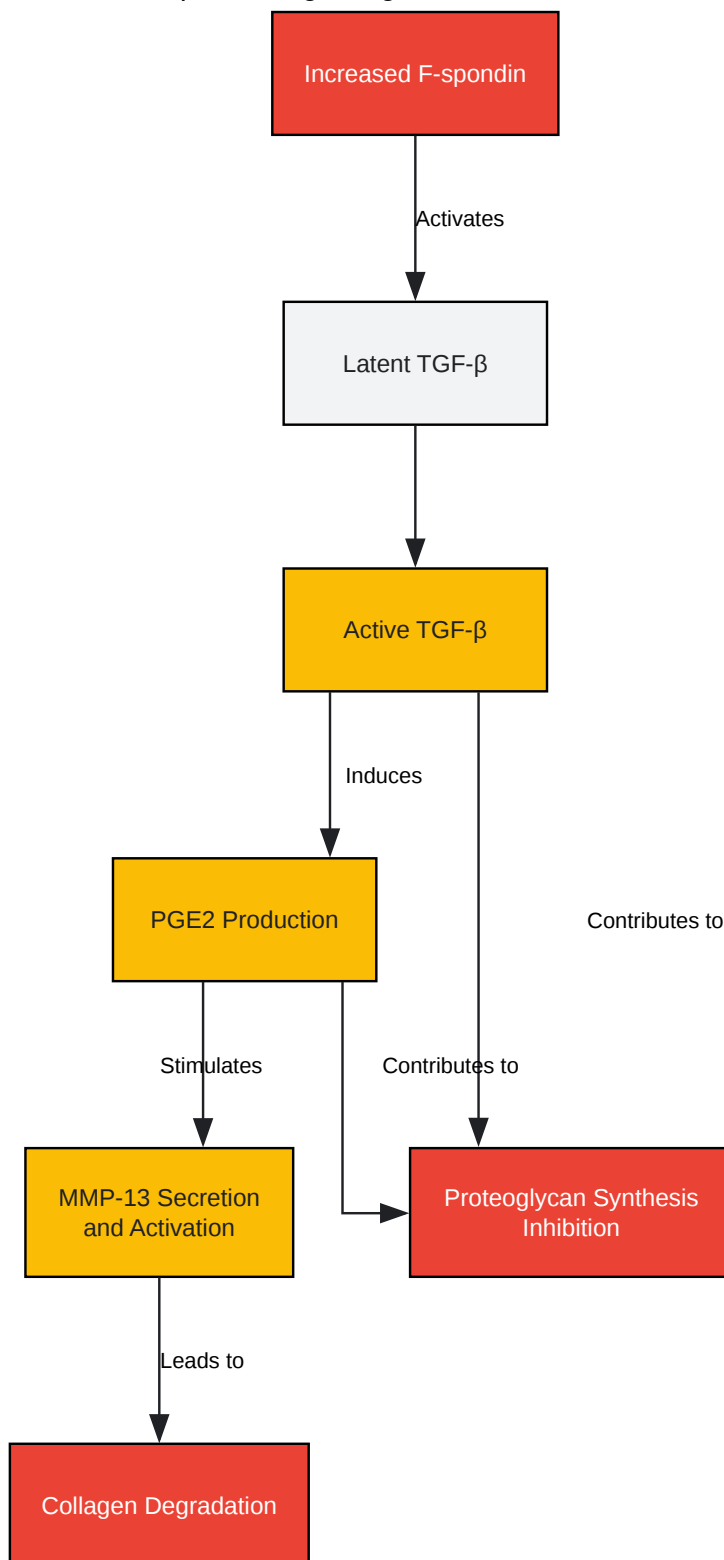 Increased F-spondin
Activates
Latent TGF-β
Active TGF-β
Induces
PGE2 Production
Contributes to
Stimulates
Contributes to
MMP-13 Secretion
and Activation
Proteoglycan Synthesis
Inhibition
Leads to
Collagen Degradation